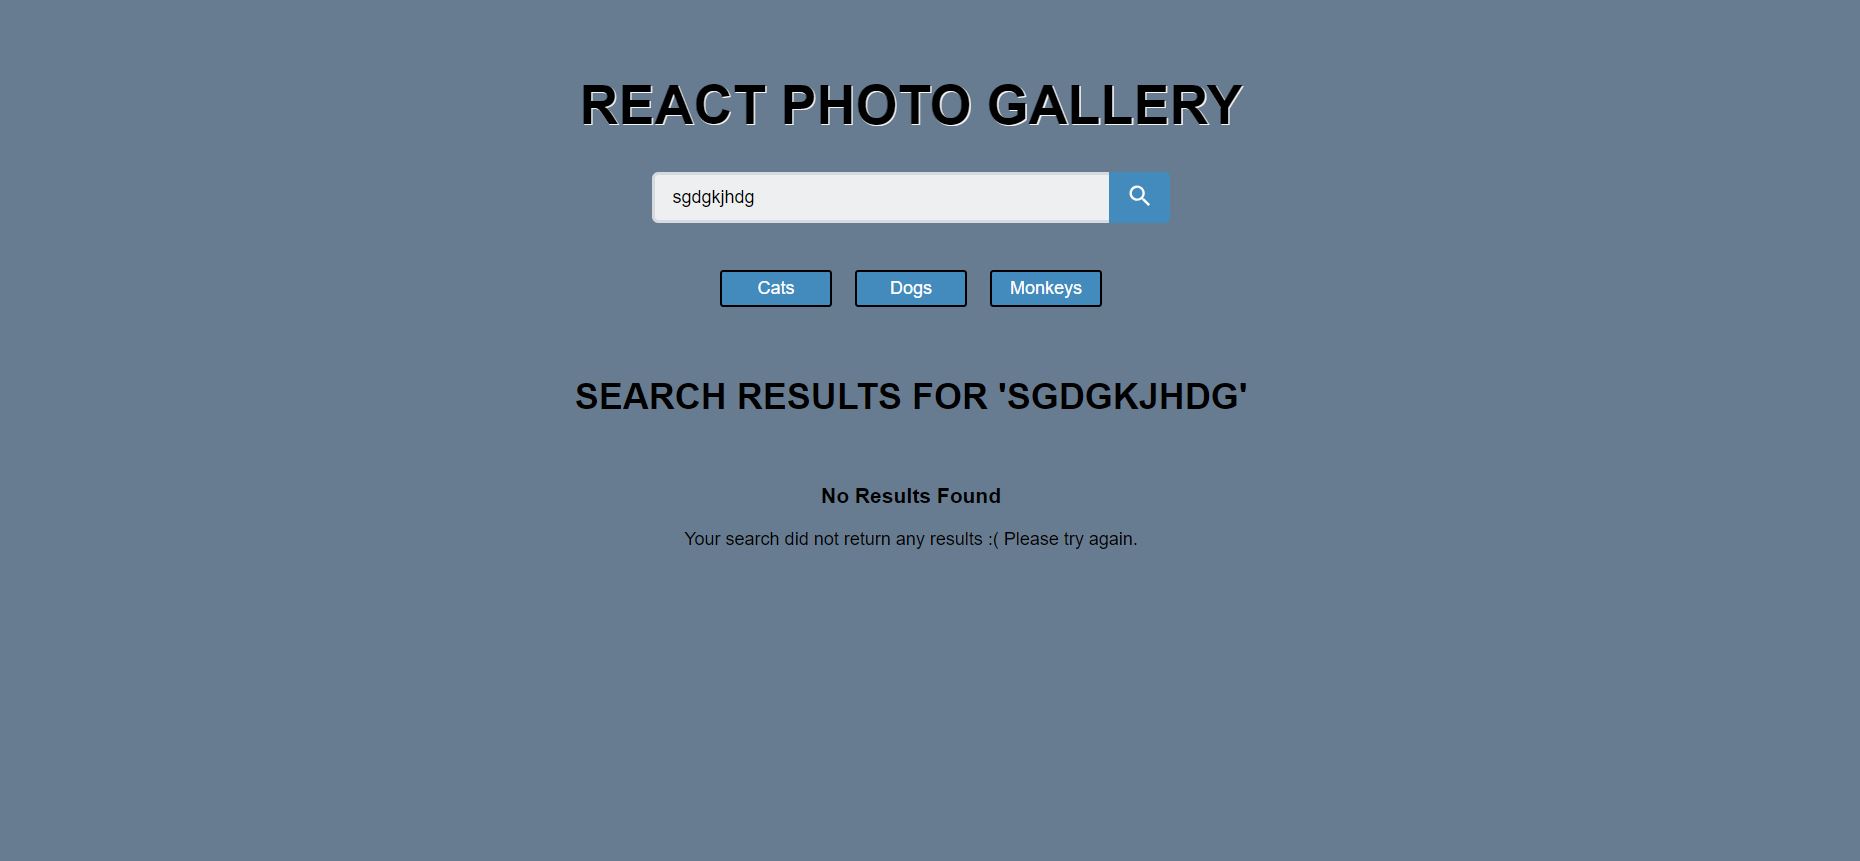 REACT PHOTO GALLERY
sgdgkjhdg
Cats Dogs Monkeys
SEARCH RESULTS FOR 'SGDGKJHDG'
No Results Found
Your search did not return any results :( Please try again.